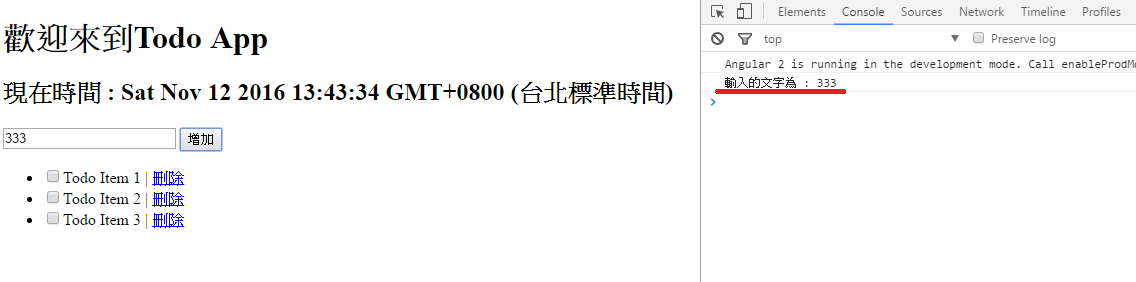 歡迎來到Todo App
現在時間 : Sat Nov 12 2016 13:43:34 GMT+0800 (台北標準時間)
333 增加
Todo Item 1 | 刪除
Todo Item 2 | 刪除
Todo Item 3 | 刪除
Elements Console Sources Network Timeline Profiles
top Preserve log
Angular 2 is running in the development mode. Call enableProdMo
輸入的文字為 : 333